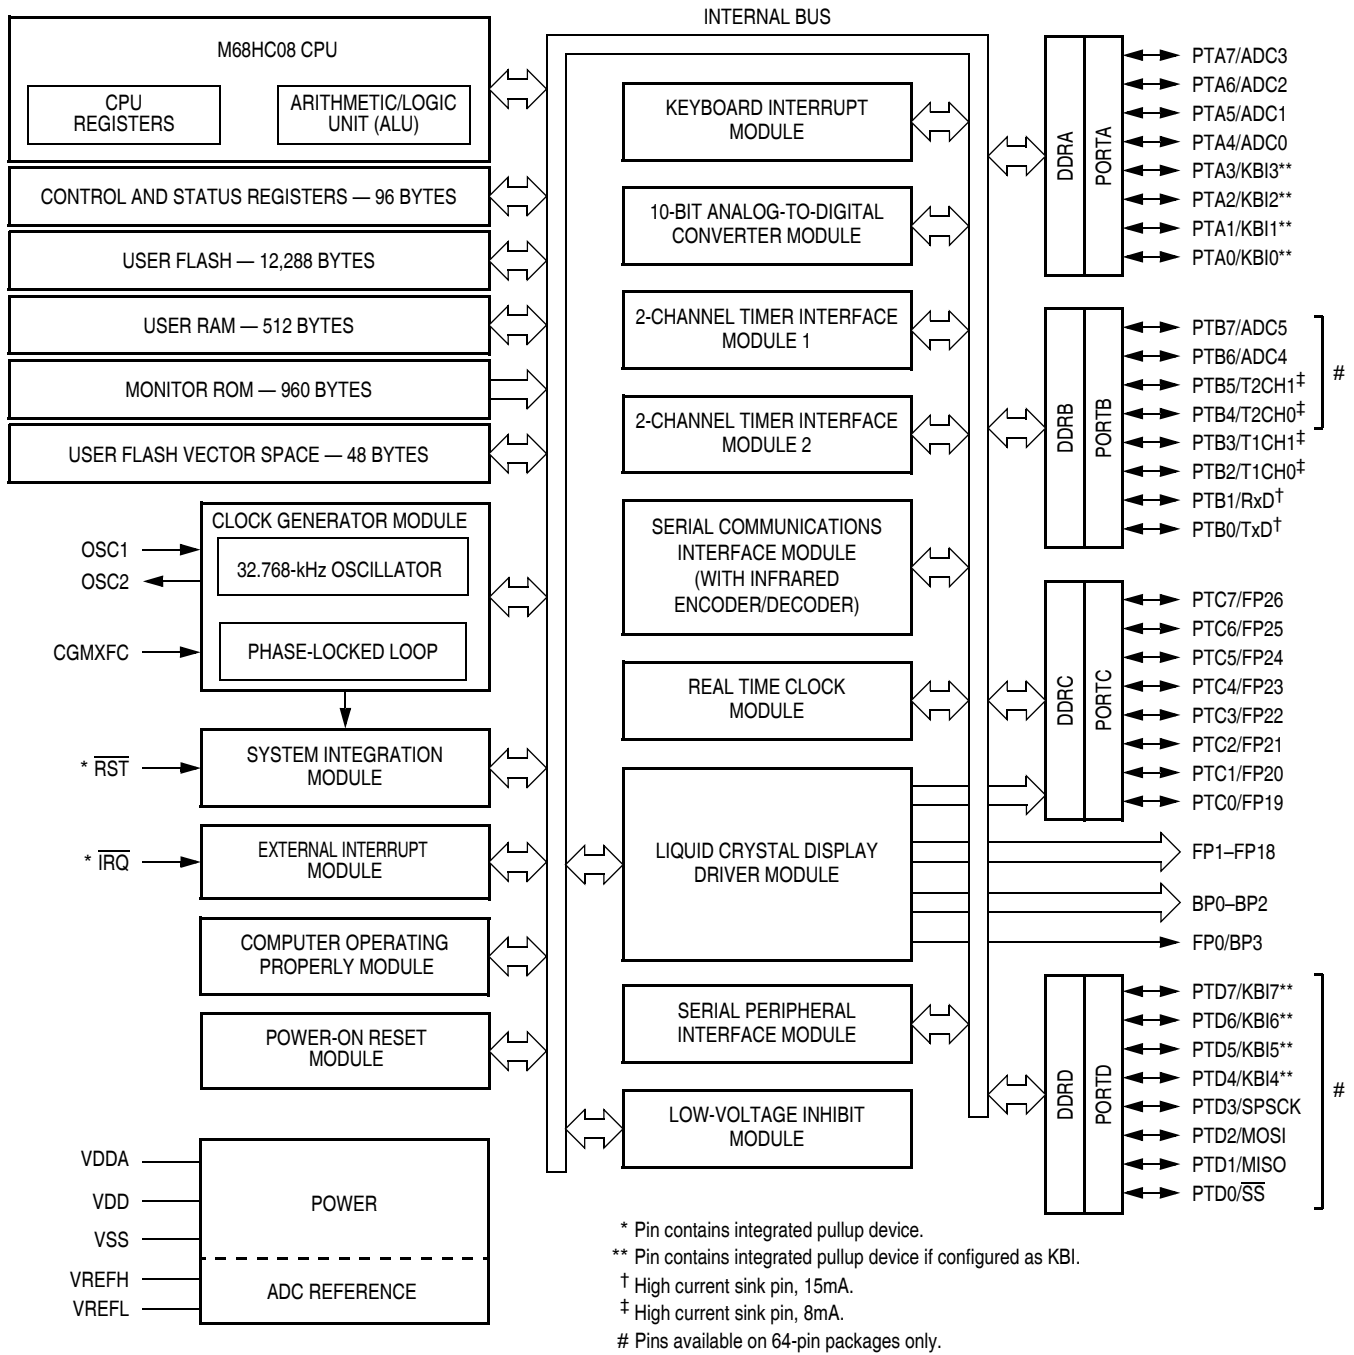 INTERNAL BUS
M68HC08 CPU
CPU
REGISTERS
ARITHMETIC/LOGIC
UNIT (ALU)
CONTROL AND STATUS REGISTERS — 96 BYTES
USER FLASH — 12,288 BYTES
USER RAM — 512 BYTES
MONITOR ROM — 960 BYTES
USER FLASH VECTOR SPACE — 48 BYTES
CLOCK GENERATOR MODULE
32.768-kHz OSCILLATOR
PHASE-LOCKED LOOP
OSC1
OSC2
CGMXFC
* RST
SYSTEM INTEGRATION
MODULE
* IRQ
EXTERNAL INTERRUPT
MODULE
COMPUTER OPERATING
PROPERLY MODULE
POWER-ON RESET
MODULE
VDDA
VDD
VSS
VREFH
VREFL
POWER
ADC REFERENCE
KEYBOARD INTERRUPT
MODULE
10-BIT ANALOG-TO-DIGITAL
CONVERTER MODULE
2-CHANNEL TIMER INTERFACE
MODULE 1
2-CHANNEL TIMER INTERFACE
MODULE 2
SERIAL COMMUNICATIONS
INTERFACE MODULE
(WITH INFRARED
ENCODER/DECODER)
REAL TIME CLOCK
MODULE
LIQUID CRYSTAL DISPLAY
DRIVER MODULE
SERIAL PERIPHERAL
INTERFACE MODULE
LOW-VOLTAGE INHIBIT
MODULE
DDRA
PORTA
PTA7/ADC3
PTA6/ADC2
PTA5/ADC1
PTA4/ADC0
PTA3/KBI3**
PTA2/KBI2**
PTA1/KBI1**
PTA0/KBI0**
DDRB
PORTB
PTB7/ADC5
PTB6/ADC4
PTB5/T2CH1‡
PTB4/T2CH0‡
PTB3/T1CH1‡
PTB2/T1CH0‡
PTB1/RxD†
PTB0/TxD†
#
DDRC
PORTC
PTC7/FP26
PTC6/FP25
PTC5/FP24
PTC4/FP23
PTC3/FP22
PTC2/FP21
PTC1/FP20
PTC0/FP19
FP1–FP18
BP0–BP2
FP0/BP3
DDRD
PORTD
PTD7/KBI7**
PTD6/KBI6**
PTD5/KBI5**
PTD4/KBI4**
PTD3/SPSCK
PTD2/MOSI
PTD1/MISO
PTD0/SS
#
* Pin contains integrated pullup device.
** Pin contains integrated pullup device if configured as KBI.
† High current sink pin, 15mA.
‡ High current sink pin, 8mA.
# Pins available on 64-pin packages only.